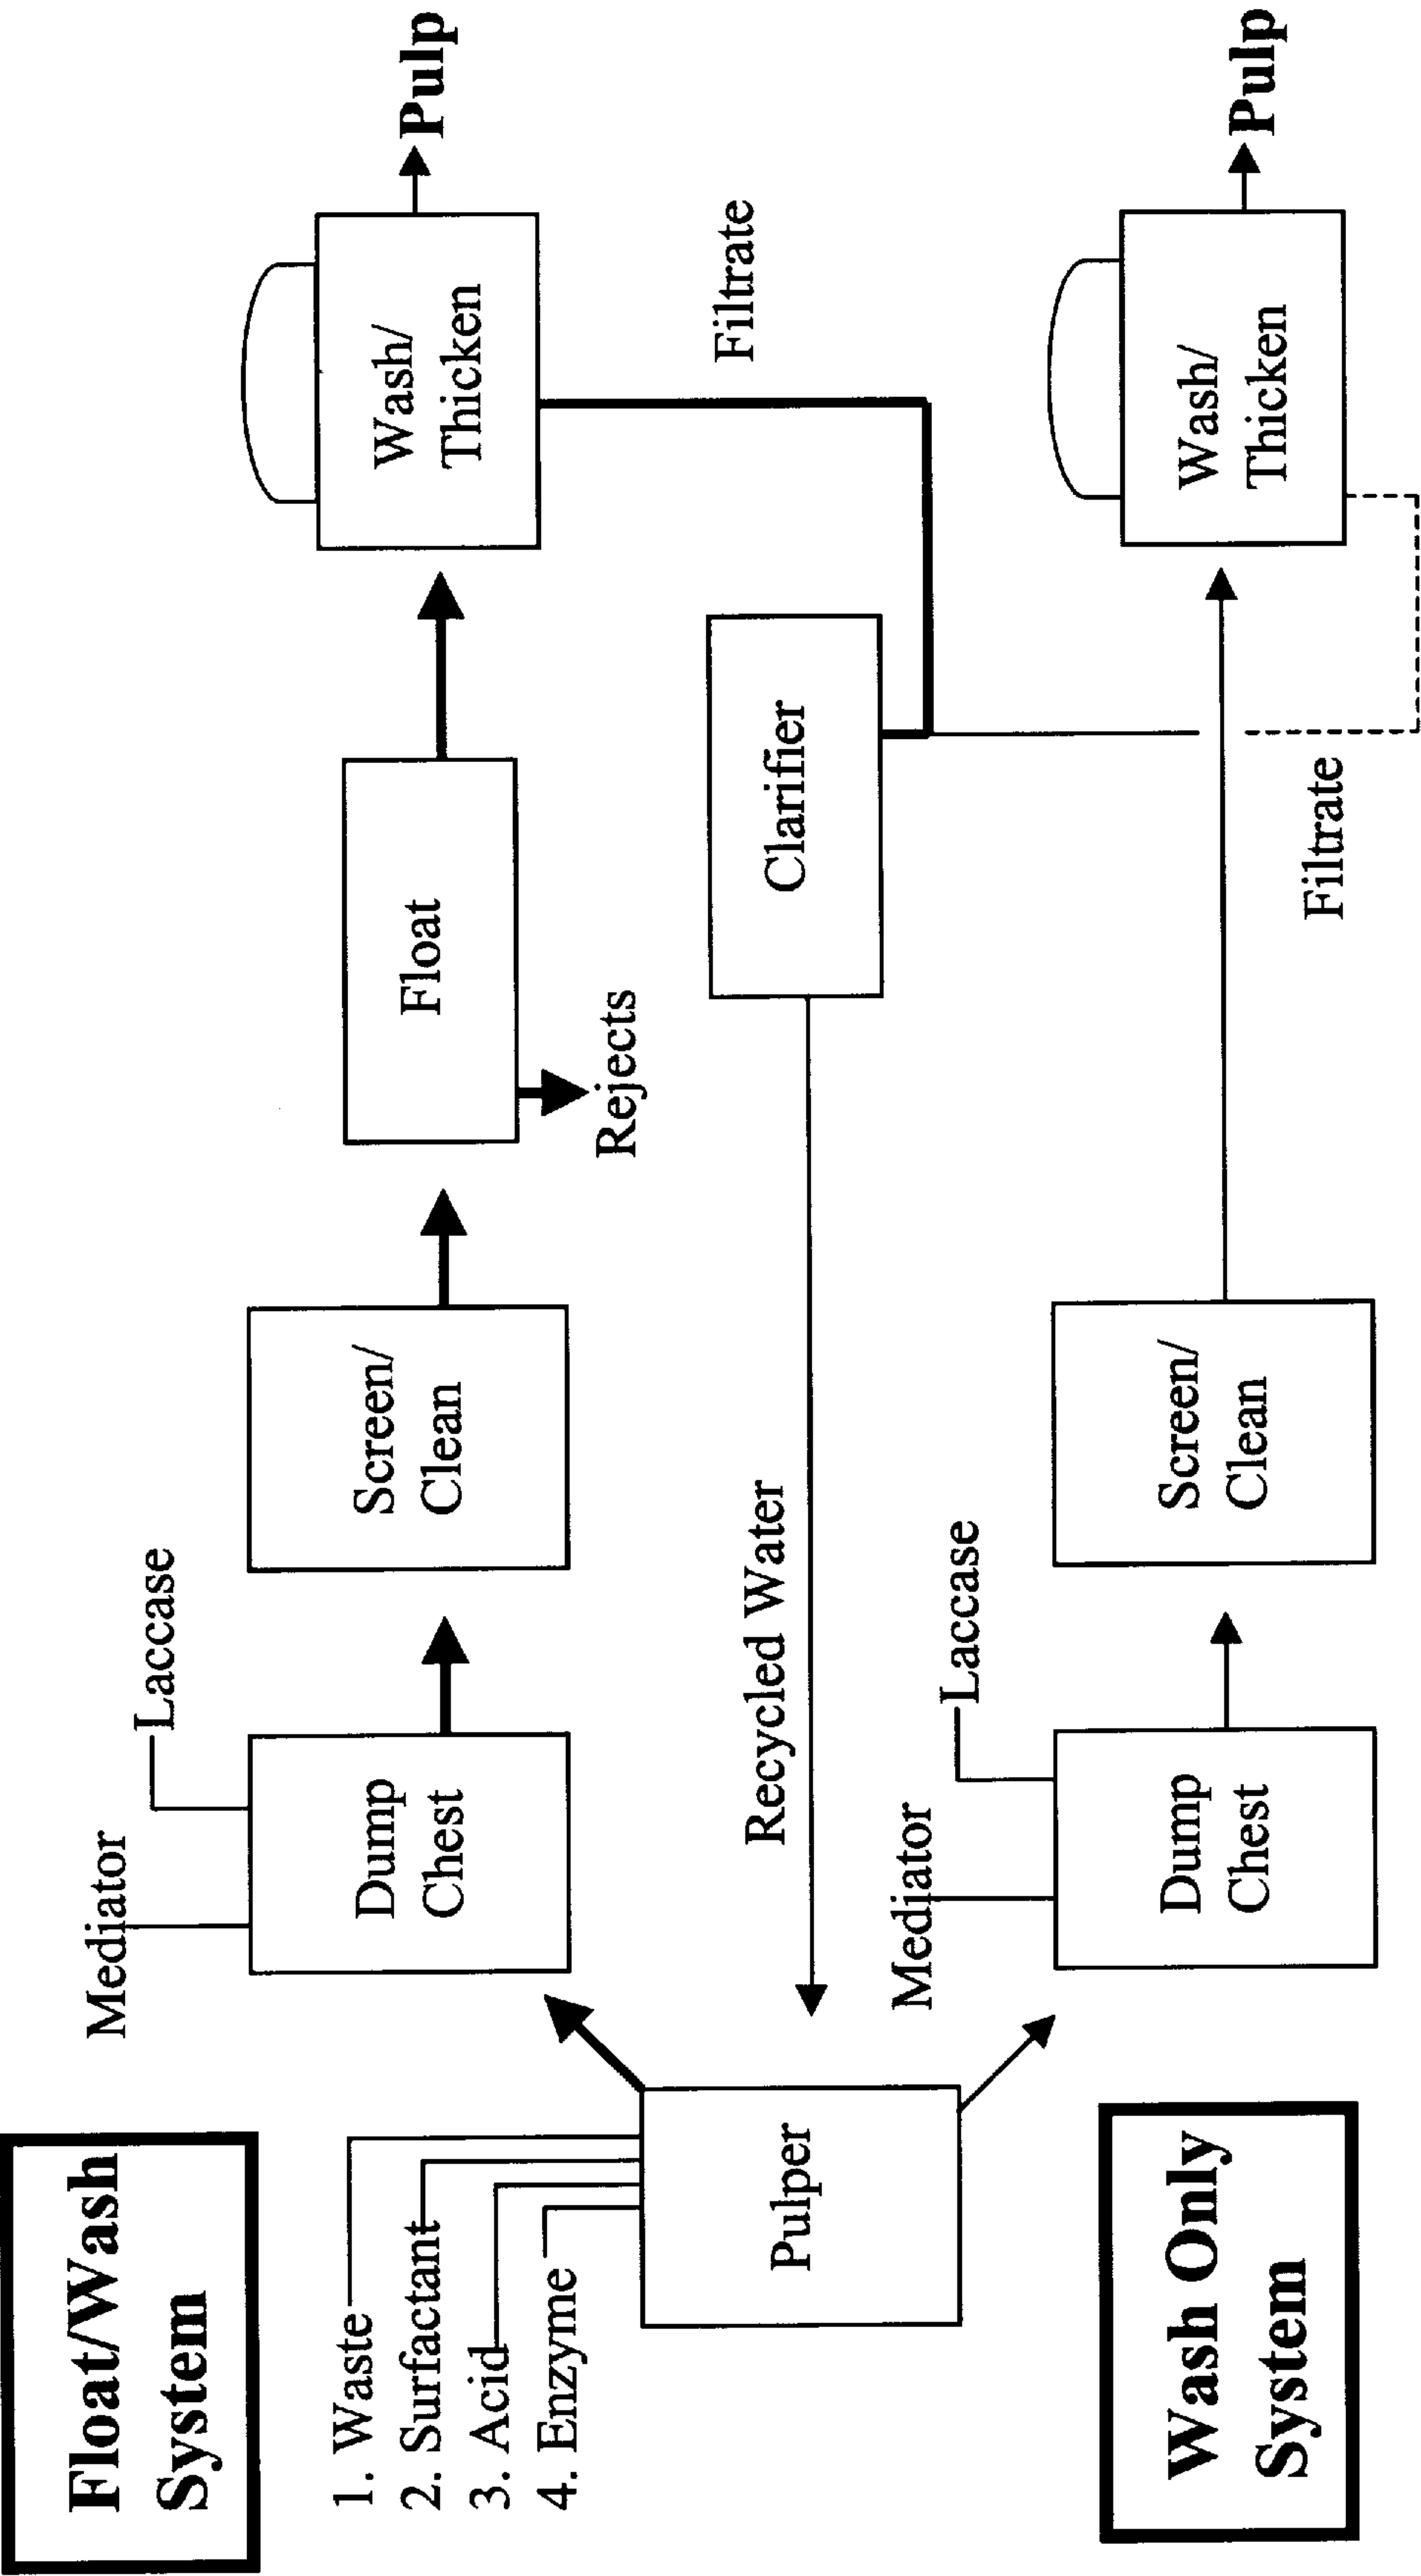 Float/Wash
System
Mediator
Laccase
Dump
Chest
Screen/
Clean
Float
Rejects
Wash/
Thicken
Pulp
1. Waste
2. Surfactant
3. Acid
4. Enzyme
Pulper
Recycled Water
Clarifier
Filtrate
Wash Only
System
Mediator
Laccase
Dump
Chest
Screen/
Clean
Filtrate
Wash/
Thicken
Pulp